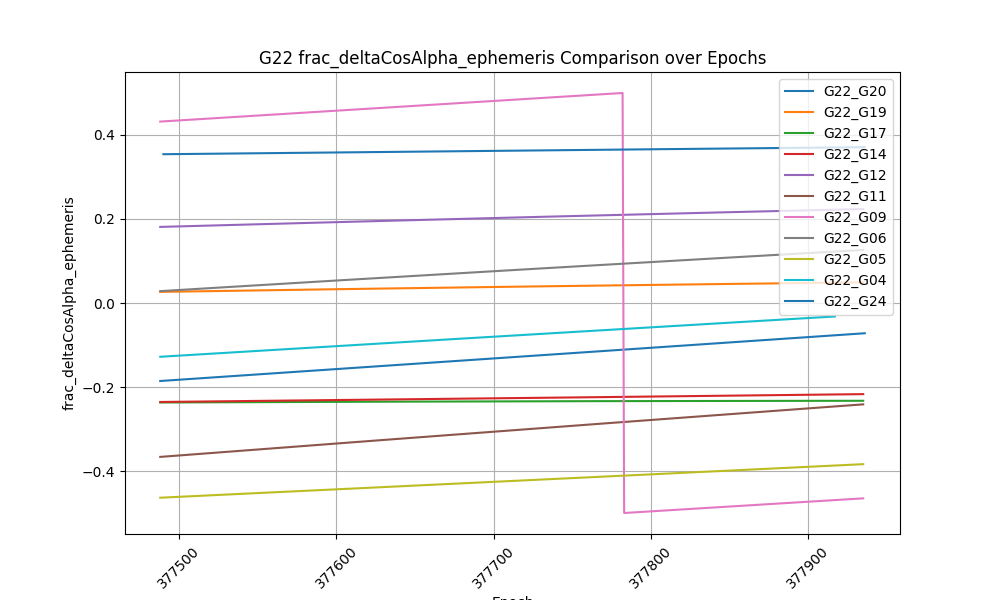 G22 frac_deltaCosAlpha_ephemeris Comparison over Epochs
frac_deltaCosAlpha_ephemeris
0.4
0.2
0.0
−0.2
−0.4
377500
377600
377700
377800
377900
Epoch
G22_G20
G22_G19
G22_G17
G22_G14
G22_G12
G22_G11
G22_G09
G22_G06
G22_G05
G22_G04
G22_G24